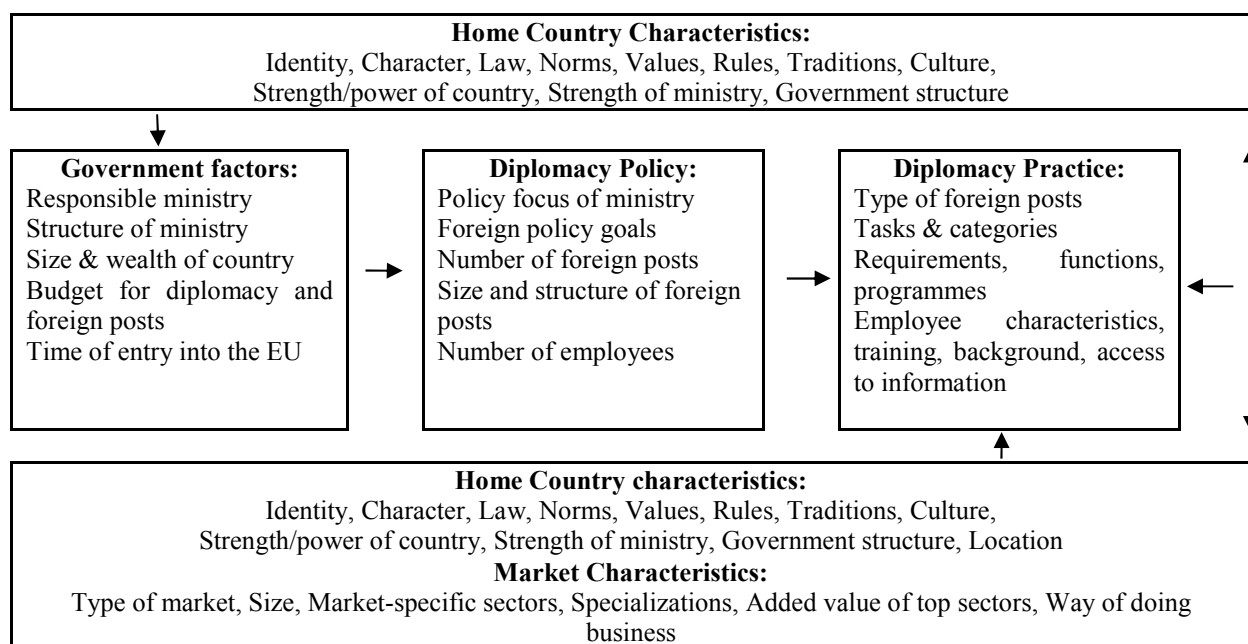 Home Country Characteristics:
Identity, Character, Law, Norms, Values, Rules, Traditions, Culture,
Strength/power of country, Strength of ministry, Government structure
Government factors:
Responsible ministry
Structure of ministry
Size & wealth of country
Budget for diplomacy and
foreign posts
Time of entry into the EU
Diplomacy Policy:
Policy focus of ministry
Foreign policy goals
Number of foreign posts
Size and structure of foreign
posts
Number of employees
Diplomacy Practice:
Type of foreign posts
Tasks & categories
Requirements, functions,
programmes
Employee characteristics,
training, background, access
to information
Home Country characteristics:
Identity, Character, Law, Norms, Values, Rules, Traditions, Culture,
Strength/power of country, Strength of ministry, Government structure, Location
Market Characteristics:
Type of market, Size, Market-specific sectors, Specializations, Added value of top sectors, Way of doing
business